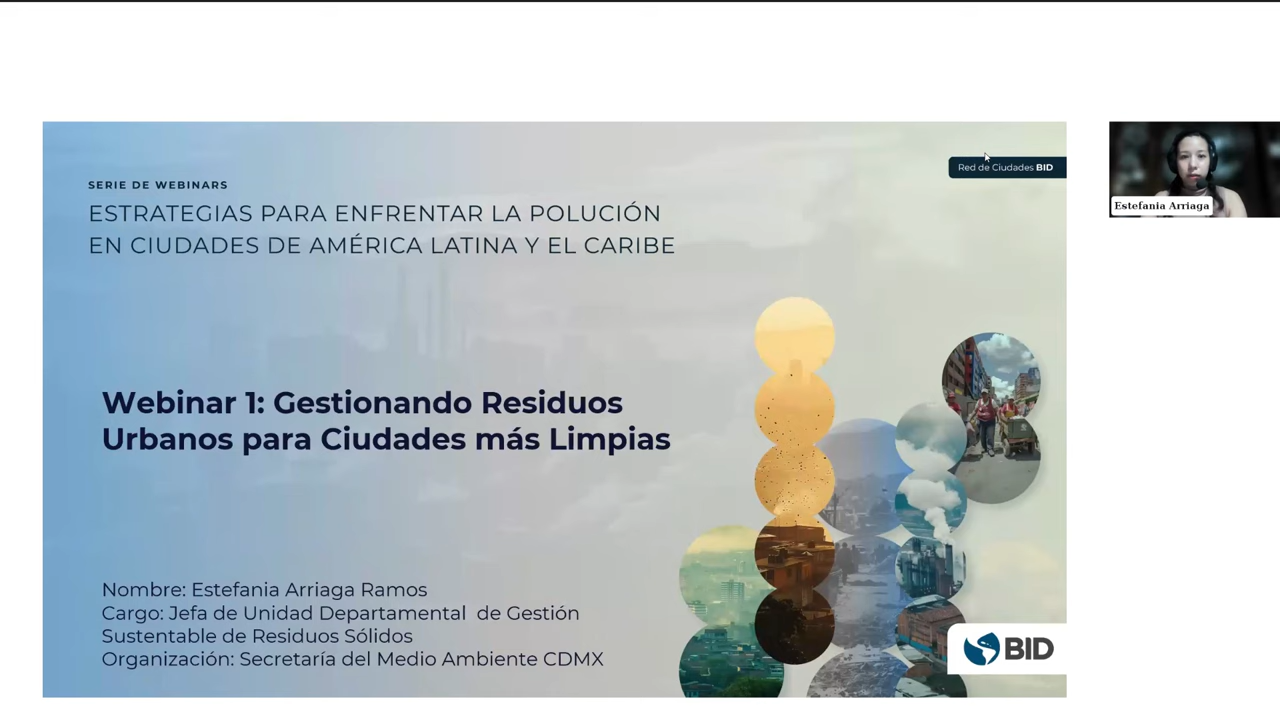 SERIE DE WEBINARS
ESTRATEGIAS PARA ENFRENTAR LA POLUCIÓN
EN CIUDADES DE AMÉRICA LATINA Y EL CARIBE
Red de Ciudades BID
Estefania Arriaga
Webinar 1: Gestionando Residuos
Urbanos para Ciudades más Limpias
Nombre: Estefania Arriaga Ramos
Cargo: Jefa de Unidad Departamental de Gestión
Sustentable de Residuos Sólidos
Organización: Secretaría del Medio Ambiente CDMX
BID